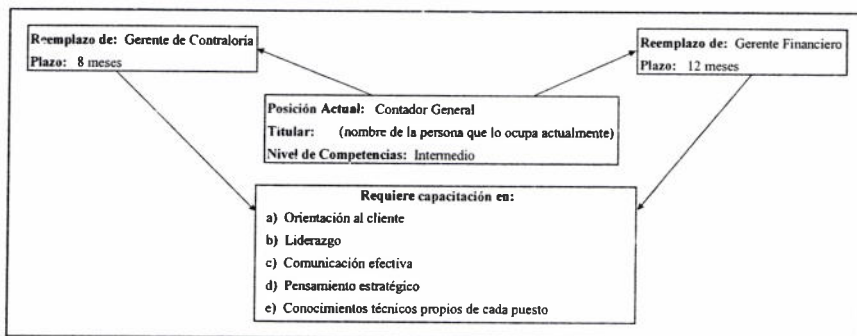 Reemplazo de: Gerente de Contraloría
Plazo: 8 meses
Reemplazo de: Gerente Financiero
Plazo: 12 meses
Posición Actual: Contador General
Titular: (nombre de la persona que lo ocupa actualmente)
Nivel de Competencias: Intermedio
Requiere capacitación en:
a) Orientación al cliente
b) Liderazgo
c) Comunicación efectiva
d) Pensamiento estratégico
e) Conocimientos técnicos propios de cada puesto